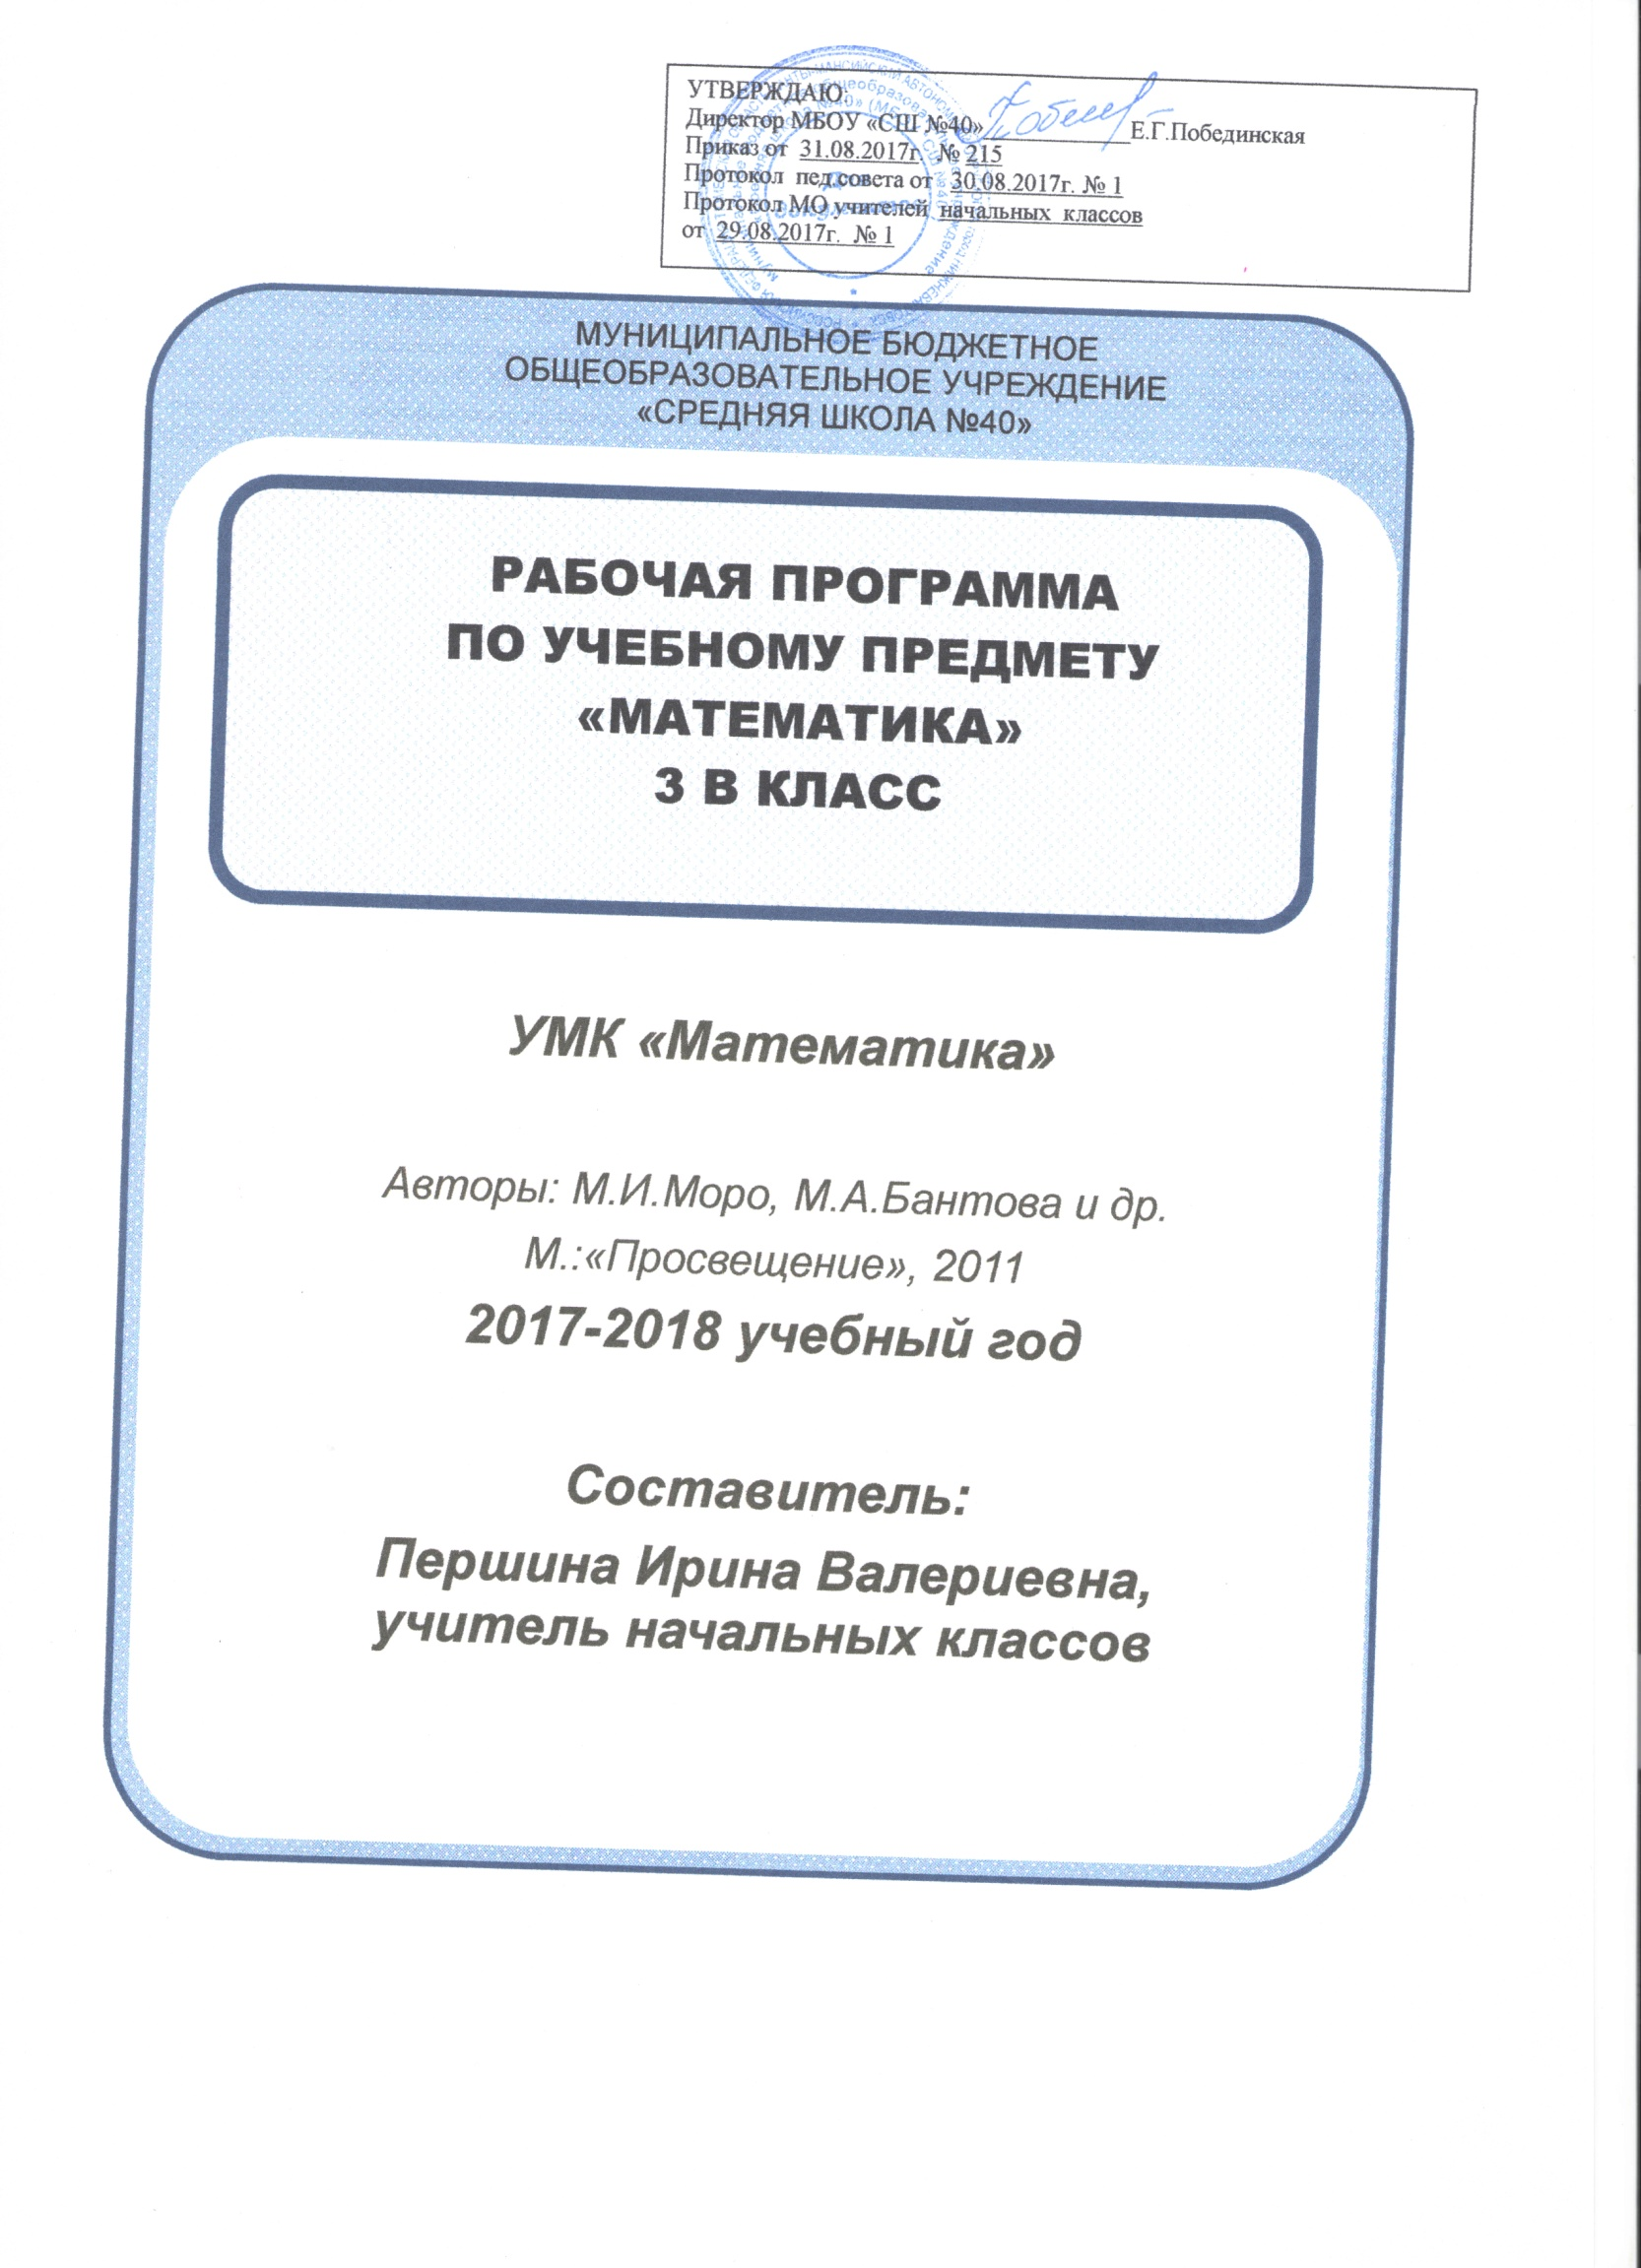 УТВЕРЖДАЮ:
Директор МБОУ «СШ №40»____________Е.Г.Побединская
Приказ от 31.08.2017г. № 215
Протокол пед.совета от 30.08.2017г. № 1
Протокол МО учителей начальных классов
от 29.08.2017г. № 1
МУНИЦИПАЛЬНОЕ БЮДЖЕТНОЕ
ОБЩЕОБРАЗОВАТЕЛЬНОЕ УЧРЕЖДЕНИЕ
«СРЕДНЯЯ ШКОЛА №40»
РАБОЧАЯ ПРОГРАММА
ПО УЧЕБНОМУ ПРЕДМЕТУ
«МАТЕМАТИКА»
3 В КЛАСС
УМК «Математика»
Авторы: М.И.Моро, М.А.Бантова и др.
М.:«Просвещение», 2011
2017-2018 учебный год
Составитель:
Першина Ирина Валериевна,
учитель начальных классов